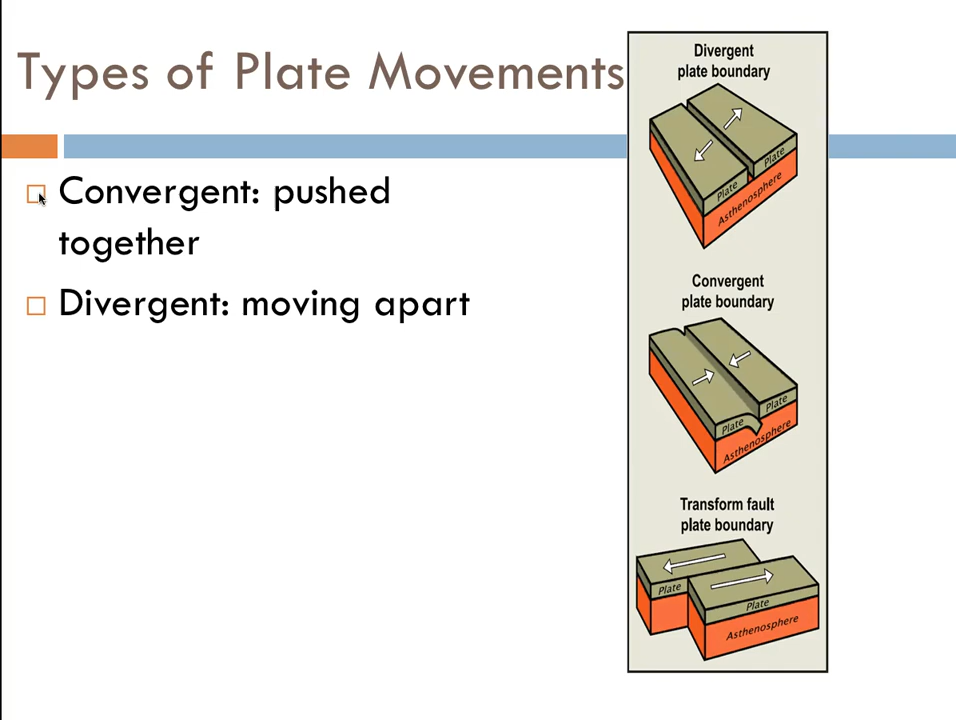 Types of Plate Movements
Convergent: pushed
together
Divergent: moving apart
Divergent
plate boundary
Plate
Plate
Asthenosphere
Convergent
plate boundary
Plate
Plate
Asthenosphere
Transform fault
plate boundary
Plate
Plate
Asthenosphere